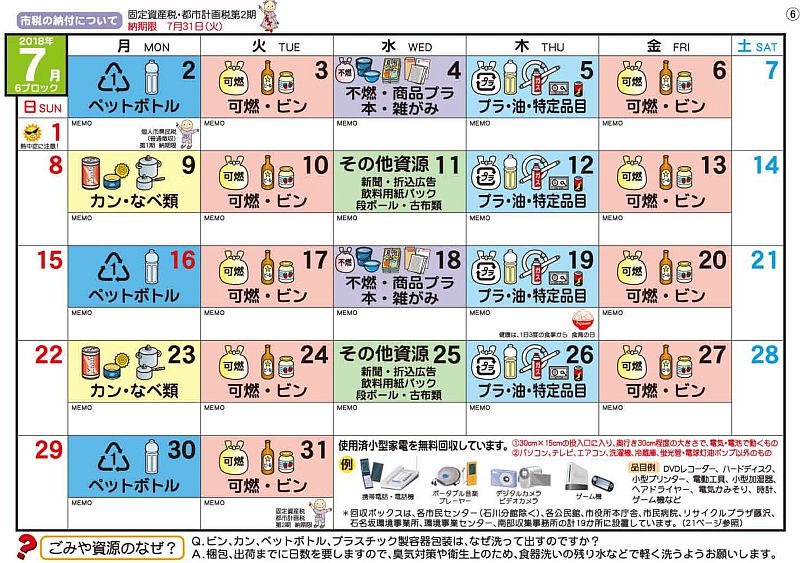 市税の納付について
固定資産税・都市計画税第2期
納期限 7月31日(火)
⑥
2018年
7月
6ブロック
月 MON
火 TUE
水 WED
木 THU
金 FRI
土 SAT
日 SUN
1
熱中症に注意!
2
ペットボトル
MEMO
個人市県民税
(普通徴収)
第1期 納期限
可燃
3
可燃・ビン
MEMO
不燃
4
不燃・商品プラ
本・雑がみ
MEMO
プラ
5
プラ・油・特定品目
MEMO
可燃
6
可燃・ビン
MEMO
7
8
9
カン・なべ類
MEMO
可燃
10
可燃・ビン
MEMO
その他資源 11
新聞・折込広告
飲料用紙パック
段ボール・古布類
MEMO
プラ
12
プラ・油・特定品目
MEMO
可燃
13
可燃・ビン
MEMO
14
15
16
ペットボトル
MEMO
可燃
17
可燃・ビン
MEMO
不燃
18
不燃・商品プラ
本・雑がみ
MEMO
プラ
19
プラ・油・特定品目
MEMO
健康は、1日3度の食事から 食育の日
可燃
20
可燃・ビン
MEMO
21
22
23
カン・なべ類
MEMO
可燃
24
可燃・ビン
MEMO
その他資源 25
新聞・折込広告
飲料用紙パック
段ボール・古布類
MEMO
プラ
26
プラ・油・特定品目
MEMO
可燃
27
可燃・ビン
MEMO
28
29
30
ペットボトル
MEMO
可燃
31
可燃・ビン
MEMO
固定資産税
都市計画税
第2期 納期限
使用済小型家電を無料回収しています。
①30cm×15cmの投入口に入り、奥行き30cm程度の大きさで、電気・電池で動くもの
②パソコン、テレビ、エアコン、洗濯機、冷蔵庫、蛍光管・電球灯油ポンプ以外のもの
例
携帯電話・電話機
ポータブル音楽
プレーヤー
デジタルカメラ
ビデオカメラ
ゲーム機
品目例 DVDレコーダー、ハードディスク、
小型プリンター、電動工具、小型加湿器、
ヘアドライヤー、電気かみそり、時計、
ゲーム機など
*回収ボックスは、各市民センター(石川分館除く)、各公民館、市役所本庁舎、市民病院、リサイクルプラザ藤沢、
石名坂環境事業所、環境事業センター、南部収集事務所の計19カ所に設置しています。(21ページ参照)
ごみや資源のなぜ?
Q.ビン、カン、ペットボトル、プラスチック製容器包装は、なぜ洗って出すのですか?
A.梱包、出荷までに日数を要しますので、臭気対策や衛生上のため、食器洗いの残り水などで軽く洗うようお願いします。